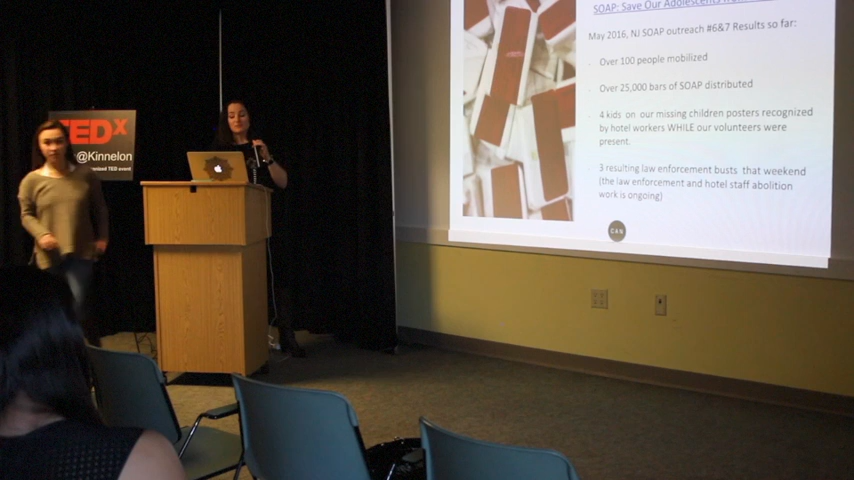 TEDx
@Kinnelon
TED event
SOAP: Save Our Adolescents
May 2016, NJ SOAP outreach #6&7 Results so far:
Over 100 people mobilized
Over 25,000 bars of SOAP distributed
4 kids on our missing children posters recognized
by hotel workers WHILE our volunteers were
present.
3 resulting law enforcement busts that weekend
(the law enforcement and hotel staff abolition
work is ongoing)
CAN